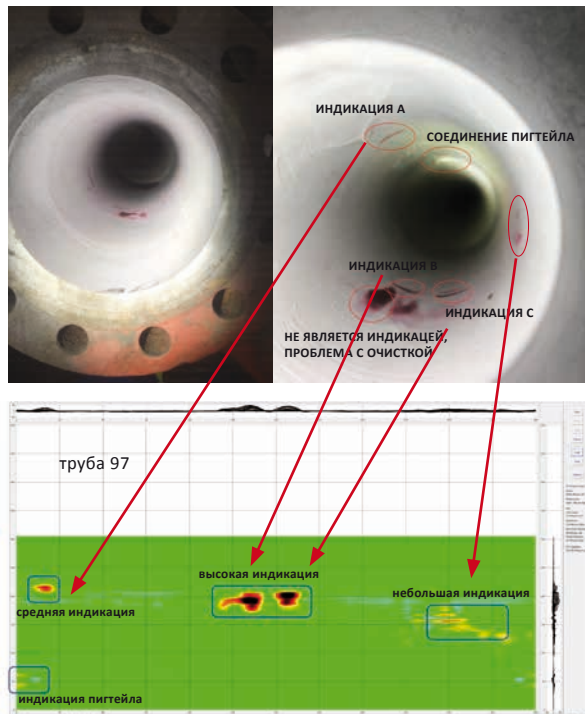 ИНДИКАЦИЯ A
СОЕДИНЕНИЕ ПИГТЕЙЛА
ИНДИКАЦИЯ B
ИНДИКАЦИЯ C
НЕ ЯВЛЯЕТСЯ ИНДИКАЦЕЙ,
ПРОБЛЕМА С ОЧИСТКОЙ
труба 97
высокая индикация
небольшая индикация
средняя индикация
индикация пигтейла